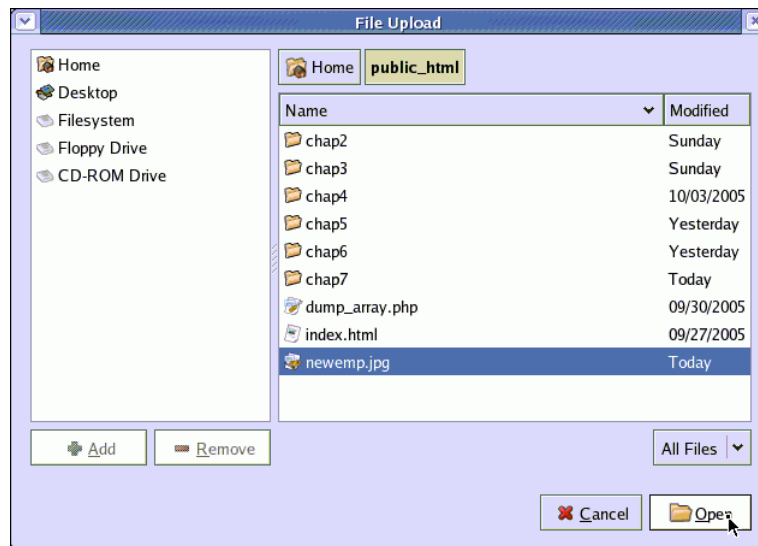 File Upload
Home
Desktop
Filesystem
Floppy Drive
CD-ROM Drive
Home public_html
Name Modified
chap2 Sunday
chap3 Sunday
chap4 10/03/2005
chap5 Yesterday
chap6 Yesterday
chap7 Today
dump_array.php 09/30/2005
index.html 09/27/2005
newemp.jpg Today
Add Remove All Files
Cancel Open